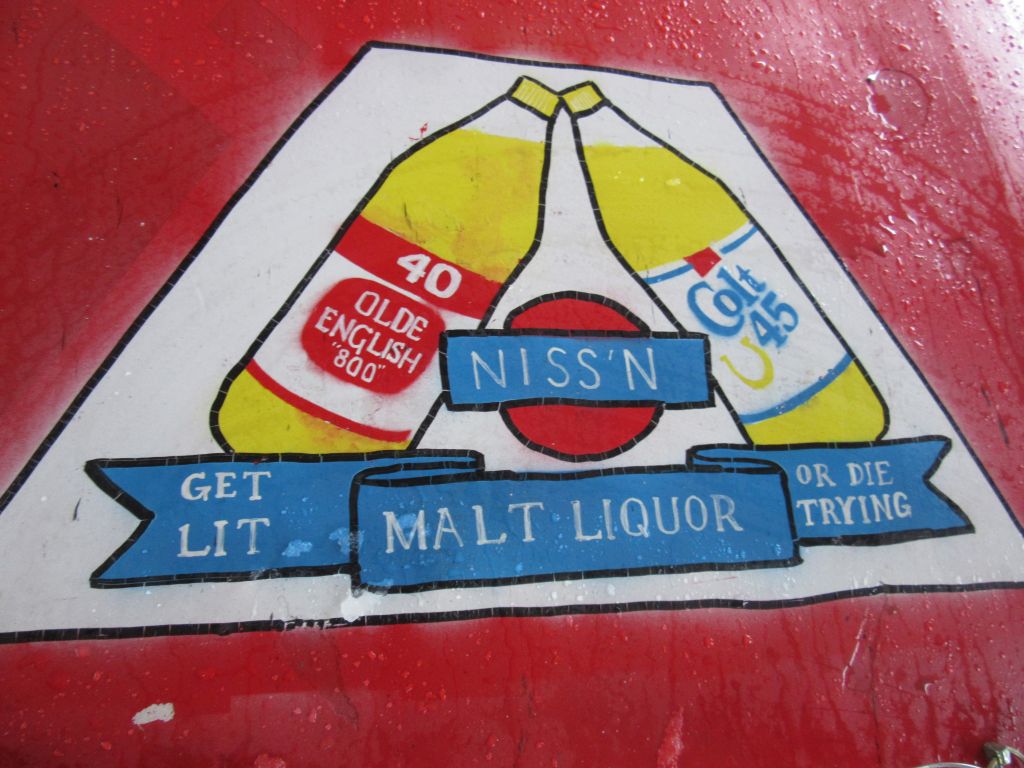 40
OLDE
ENGLISH
"800"
Colt
45
NISS'N
GET
LIT
MALT LIQUOR
OR DIE
TRYING